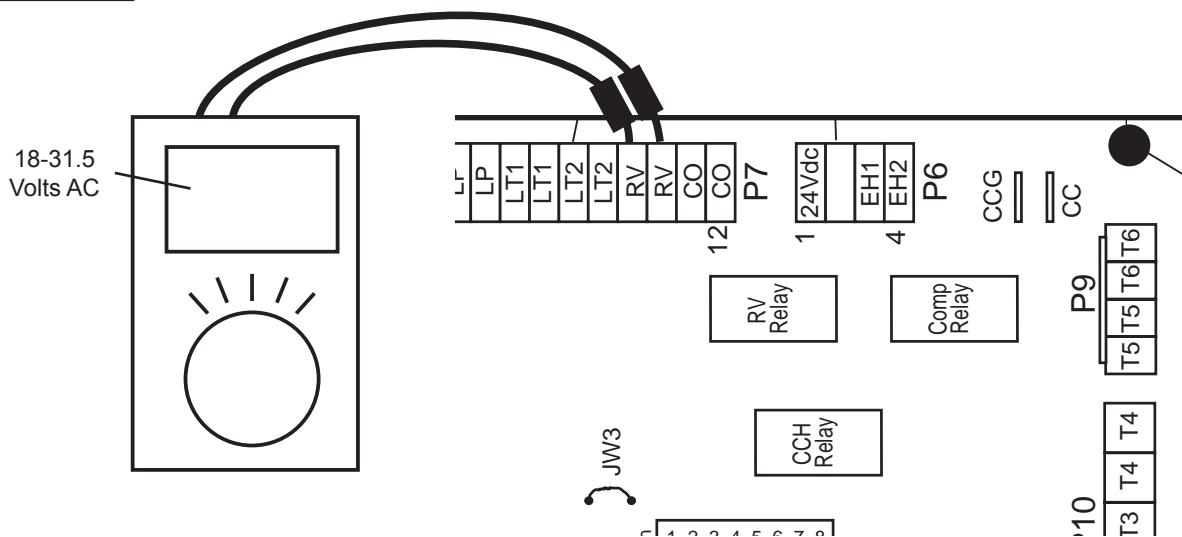 18-31.5
Volts AC
LP
LP
LT1
LT1
LT2
LT2
RV
RV
CO
CO
P7
12
24Vdc
EH1
EH2
P6
1
4
CCG
CC
T6
T6
T5
T5
P9
RV
Relay
Comp
Relay
CCH
Relay
JW3
T4
T4
T3
P10
1 2 3 4 5 6 7 8